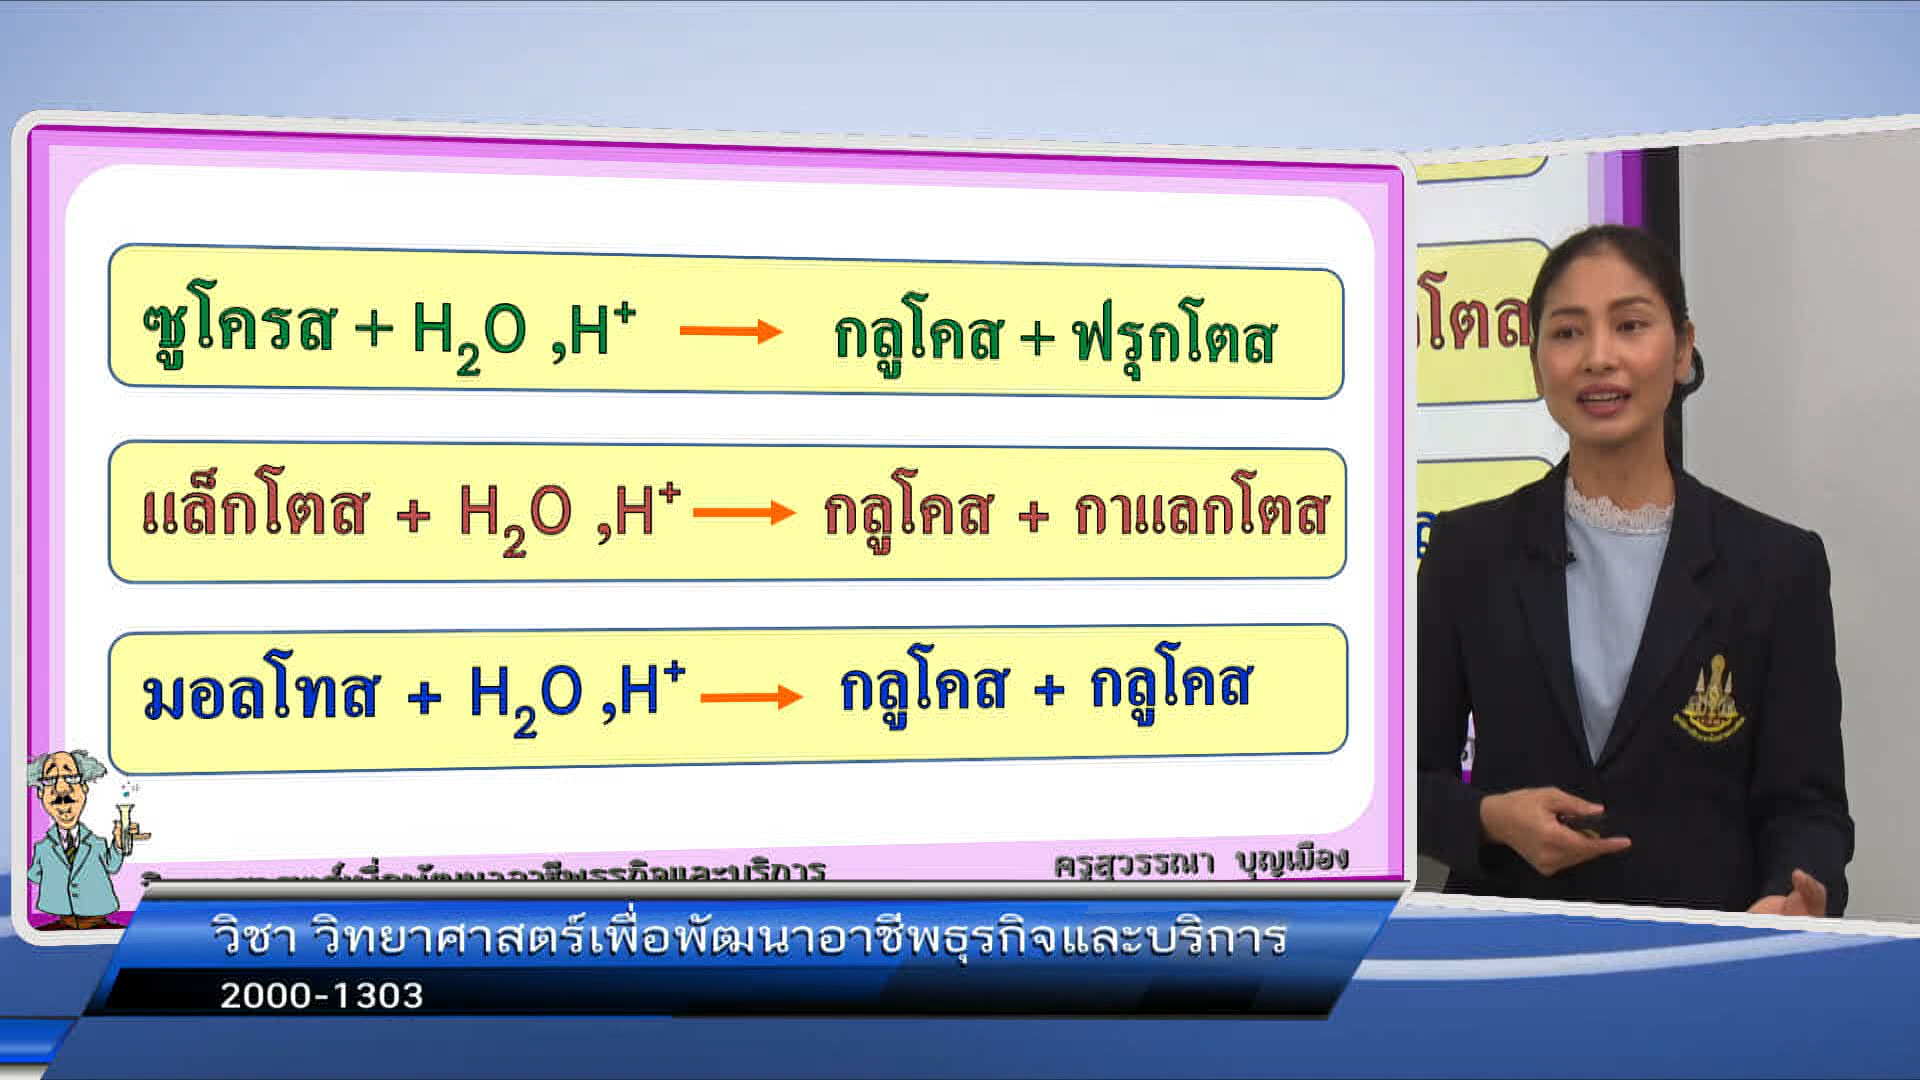 ซูโครส + H₂O ,H⁺ → กลูโคส + ฟรุกโตส
แล็กโตส + H₂O ,H⁺ → กลูโคส + กาแลกโตส
มอลโทส + H₂O ,H⁺ → กลูโคส + กลูโคส
ครูสุวรรณา บุญเมือง
วิชา วิทยาศาสตร์เพื่อพัฒนาอาชีพธุรกิจและบริการ
2000-1303
โตส